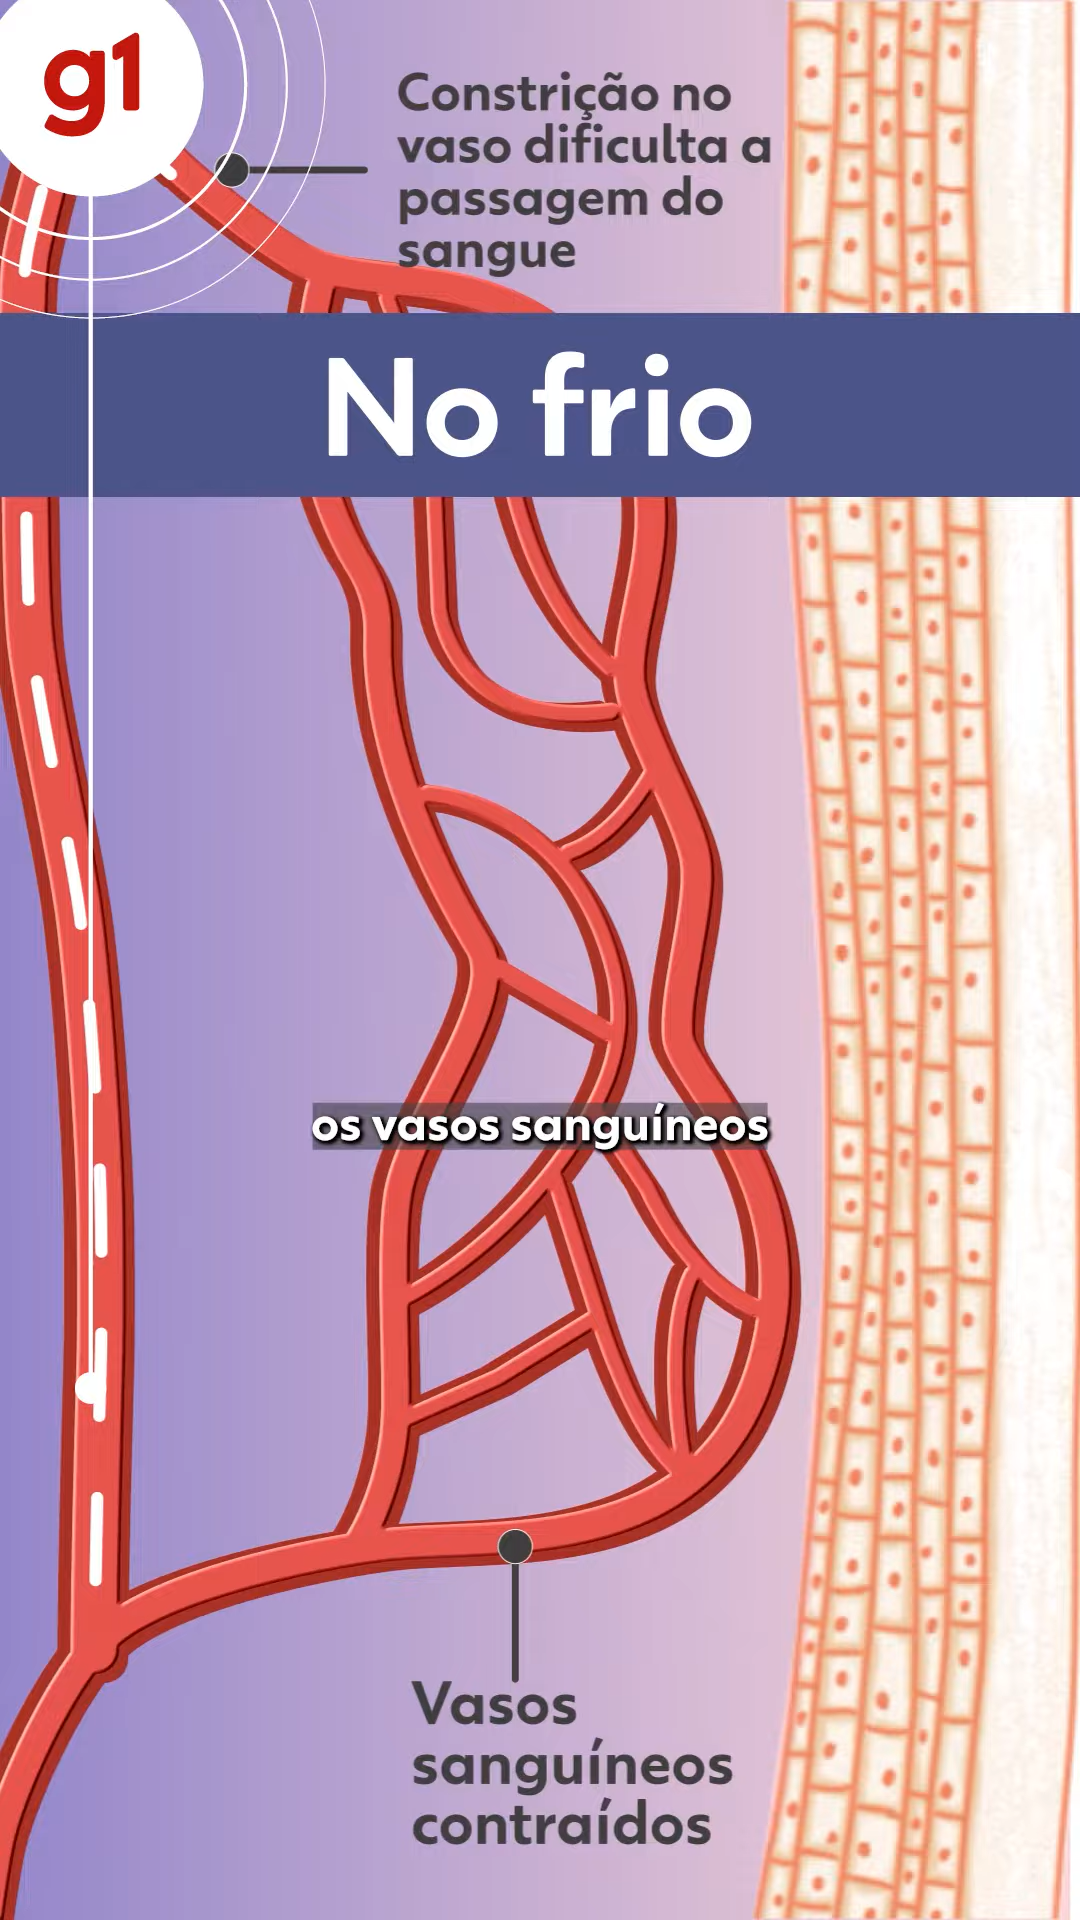 g1
Constrição no
vaso dificulta a
passagem do
sangue
No frio
os vasos sanguíneos
Vasos
sanguíneos
contraídos